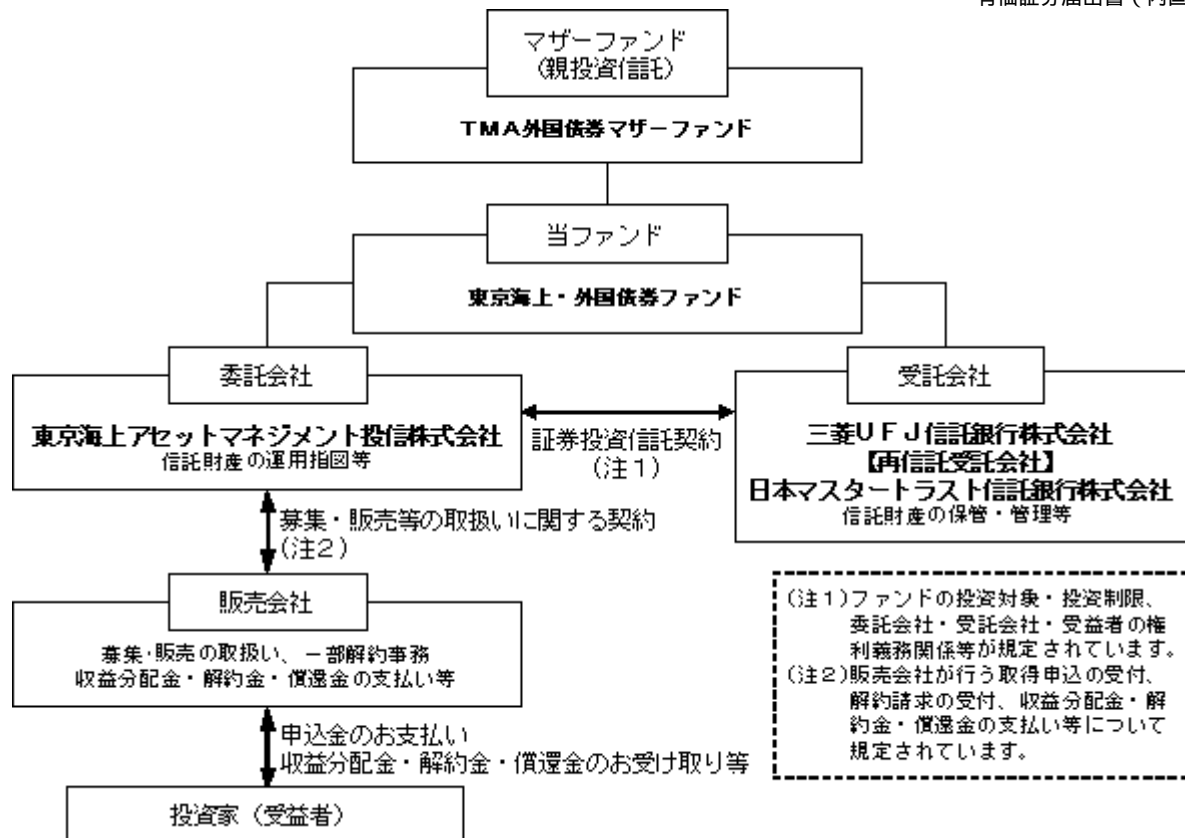 マザーファンド
(親投資信託)
TMA外国債券マザーファンド
当ファンド
東京海上・外国債券ファンド
委託会社
東京海上アセットマネジメント投信株式会社
信託財産の運用指図等
証券投資信託契約
(注1)
受託会社
三菱UFJ信託銀行株式会社
【再信託受託会社】
日本マスタートラスト信託銀行株式会社
信託財産の保管・管理等
募集・販売等の取扱いに関する契約
(注2)
販売会社
募集・販売の取扱い、一部解約事務
収益分配金・解約金・償還金の支払い等
申込金のお支払い
収益分配金・解約金・償還金のお受け取り等
投資家(受益者)
(注1)ファンドの投資対象・投資制限、
委託会社・受託会社・受益者の権
利義務関係等が規定されています。
(注2)販売会社が行う取得申込の受付、
解約請求の受付、収益分配金・解
約金・償還金の支払い等について
規定されています。